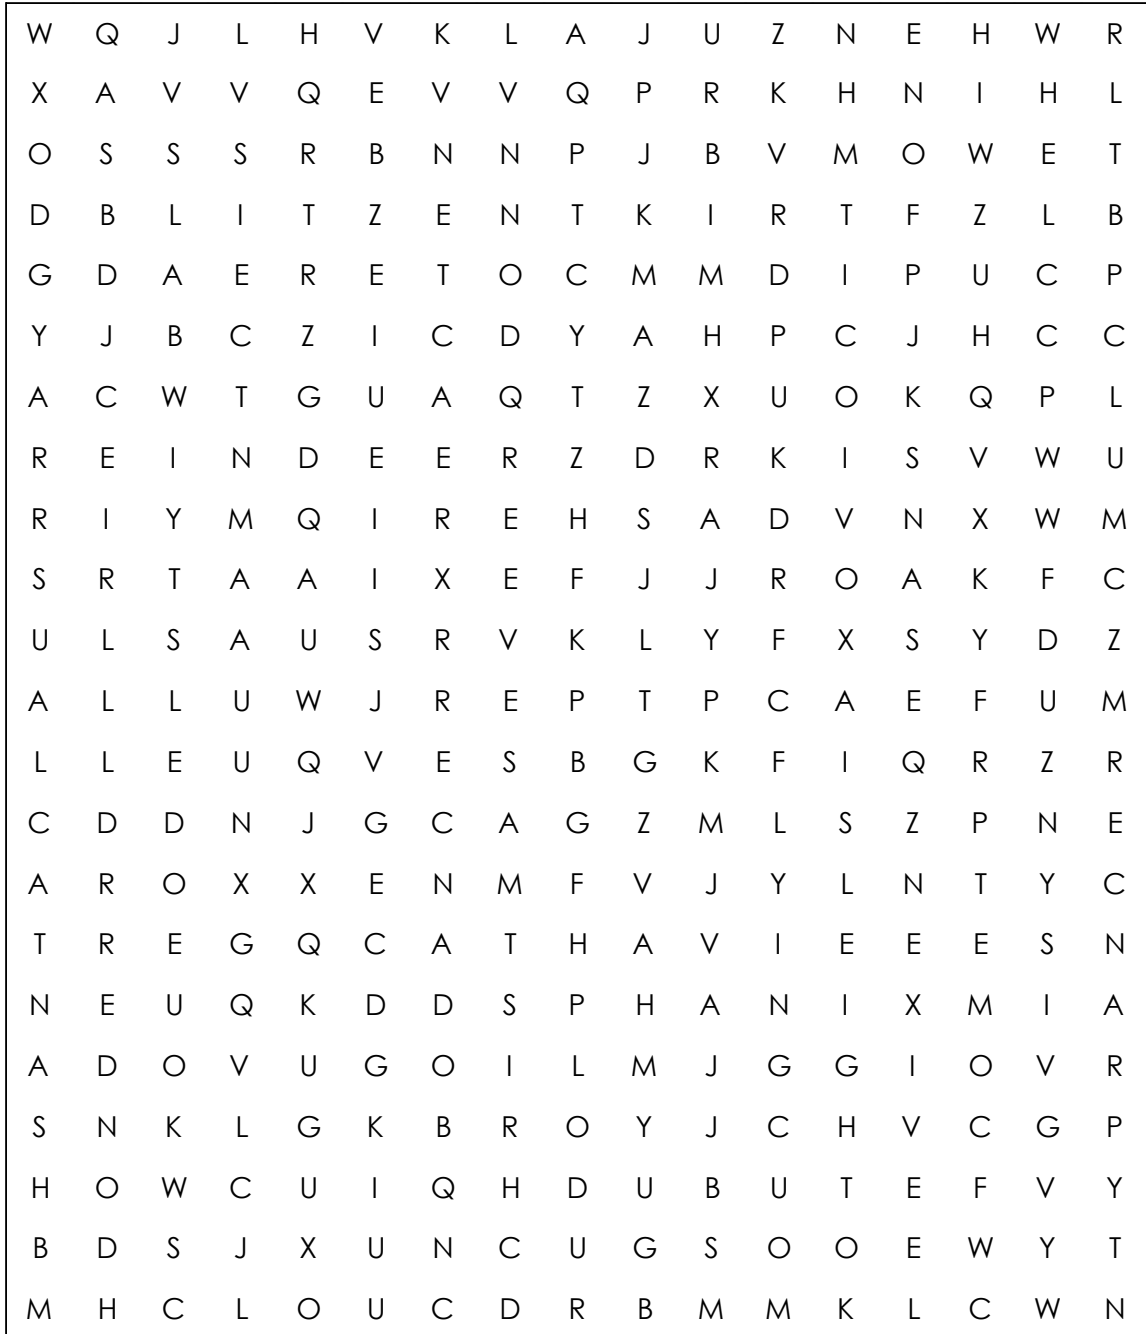 W Q J L H V K L A J U Z N E H W R
X A V V Q E V V Q P R K H N I H L
O S S S R B N N P J B V M O W E T
D B L I T Z E N T K I R T F Z L B
G D A E R E T O C M M D I P U C P
Y J B C Z I C D Y A H P C J H C C
A C W T G U A Q T Z X U O K Q P L
R E I N D E E R Z D R K I S V W U
R I Y M Q I R E H S A D V N X W M
S R T A A I X E F J J R O A K F C
U L S A U S R V K L Y F X S Y D Z
A L L U W J R E P T P C A E F U M
L L E U Q V E S B G K F I Q R Z R
C D D N J G C A G Z M L S Z P N E
A R O X X E N M F V J Y L N T Y C
T R E G Q C A T H A V I E E E S N
N E U Q K D D S P H A N I X M I A
A D O V U G O I L M J G G I O V R
S N K L G K B R O Y J C H V C G P
H O W C U I Q H D U B U T E F V Y
B D S J X U N C U G S O O E W Y T
M H C L O U C D R B M M K L C W N